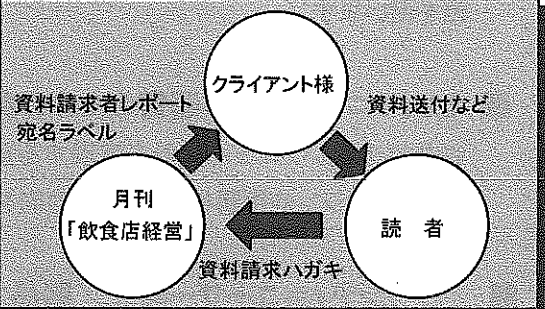 クライアント様
資料請求者レポート
宛名ラベル
資料送付など
月刊
「飲食店経営」
読　者
資料請求ハガキ